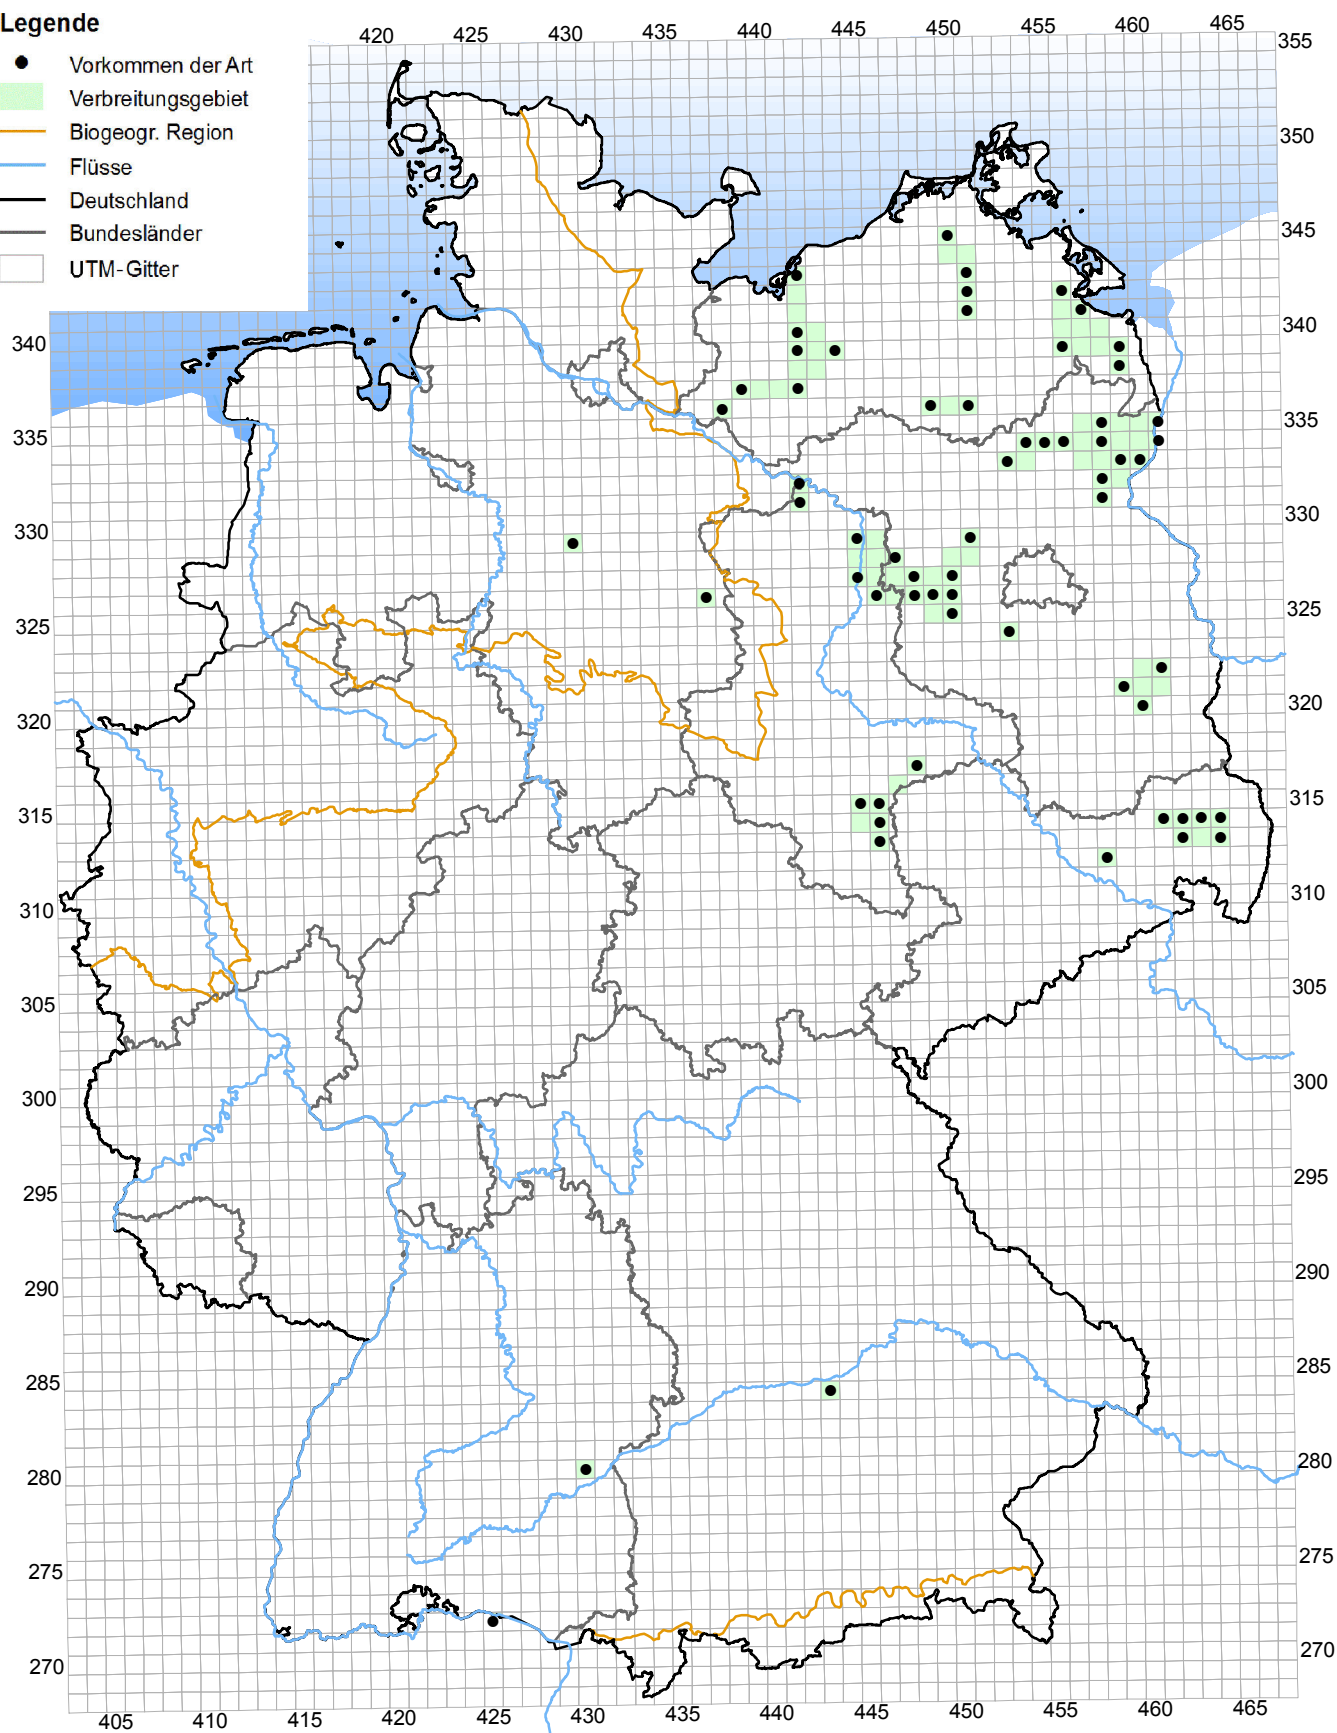 Legende
Vorkommen der Art
Verbreitungsgebiet
Biogeogr. Region
Flüsse
Deutschland
Bundesländer
UTM-Gitter
420 425 430 435 440 445 450 455 460 465
355
350
345
340 340
335 335
330 330
325 325
320 320
315 315
310 310
305 305
300 300
295 295
290 290
285 285
280 280
275 275
270 270
405 410 415 420 425 430 435 440 445 450 455 460 465